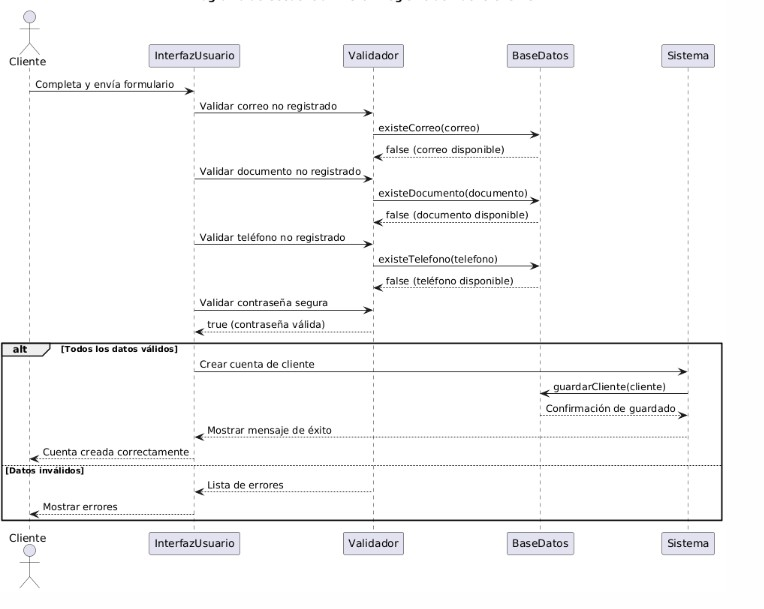 Cliente
InterfazUsuario
Validador
BaseDatos
Sistema
Completa y envía formulario
Validar correo no registrado
existeCorreo(correo)
false (correo disponible)
Validar documento no registrado
existeDocumento(documento)
false (documento disponible)
Validar teléfono no registrado
existeTelefono(telefono)
false (teléfono disponible)
Validar contraseña segura
true (contraseña válida)
alt [Todos los datos válidos]
Crear cuenta de cliente
guardarCliente(cliente)
Confirmación de guardado
Mostrar mensaje de éxito
Cuenta creada correctamente
[Datos inválidos]
Lista de errores
Mostrar errores
Cliente
InterfazUsuario
Validador
BaseDatos
Sistema